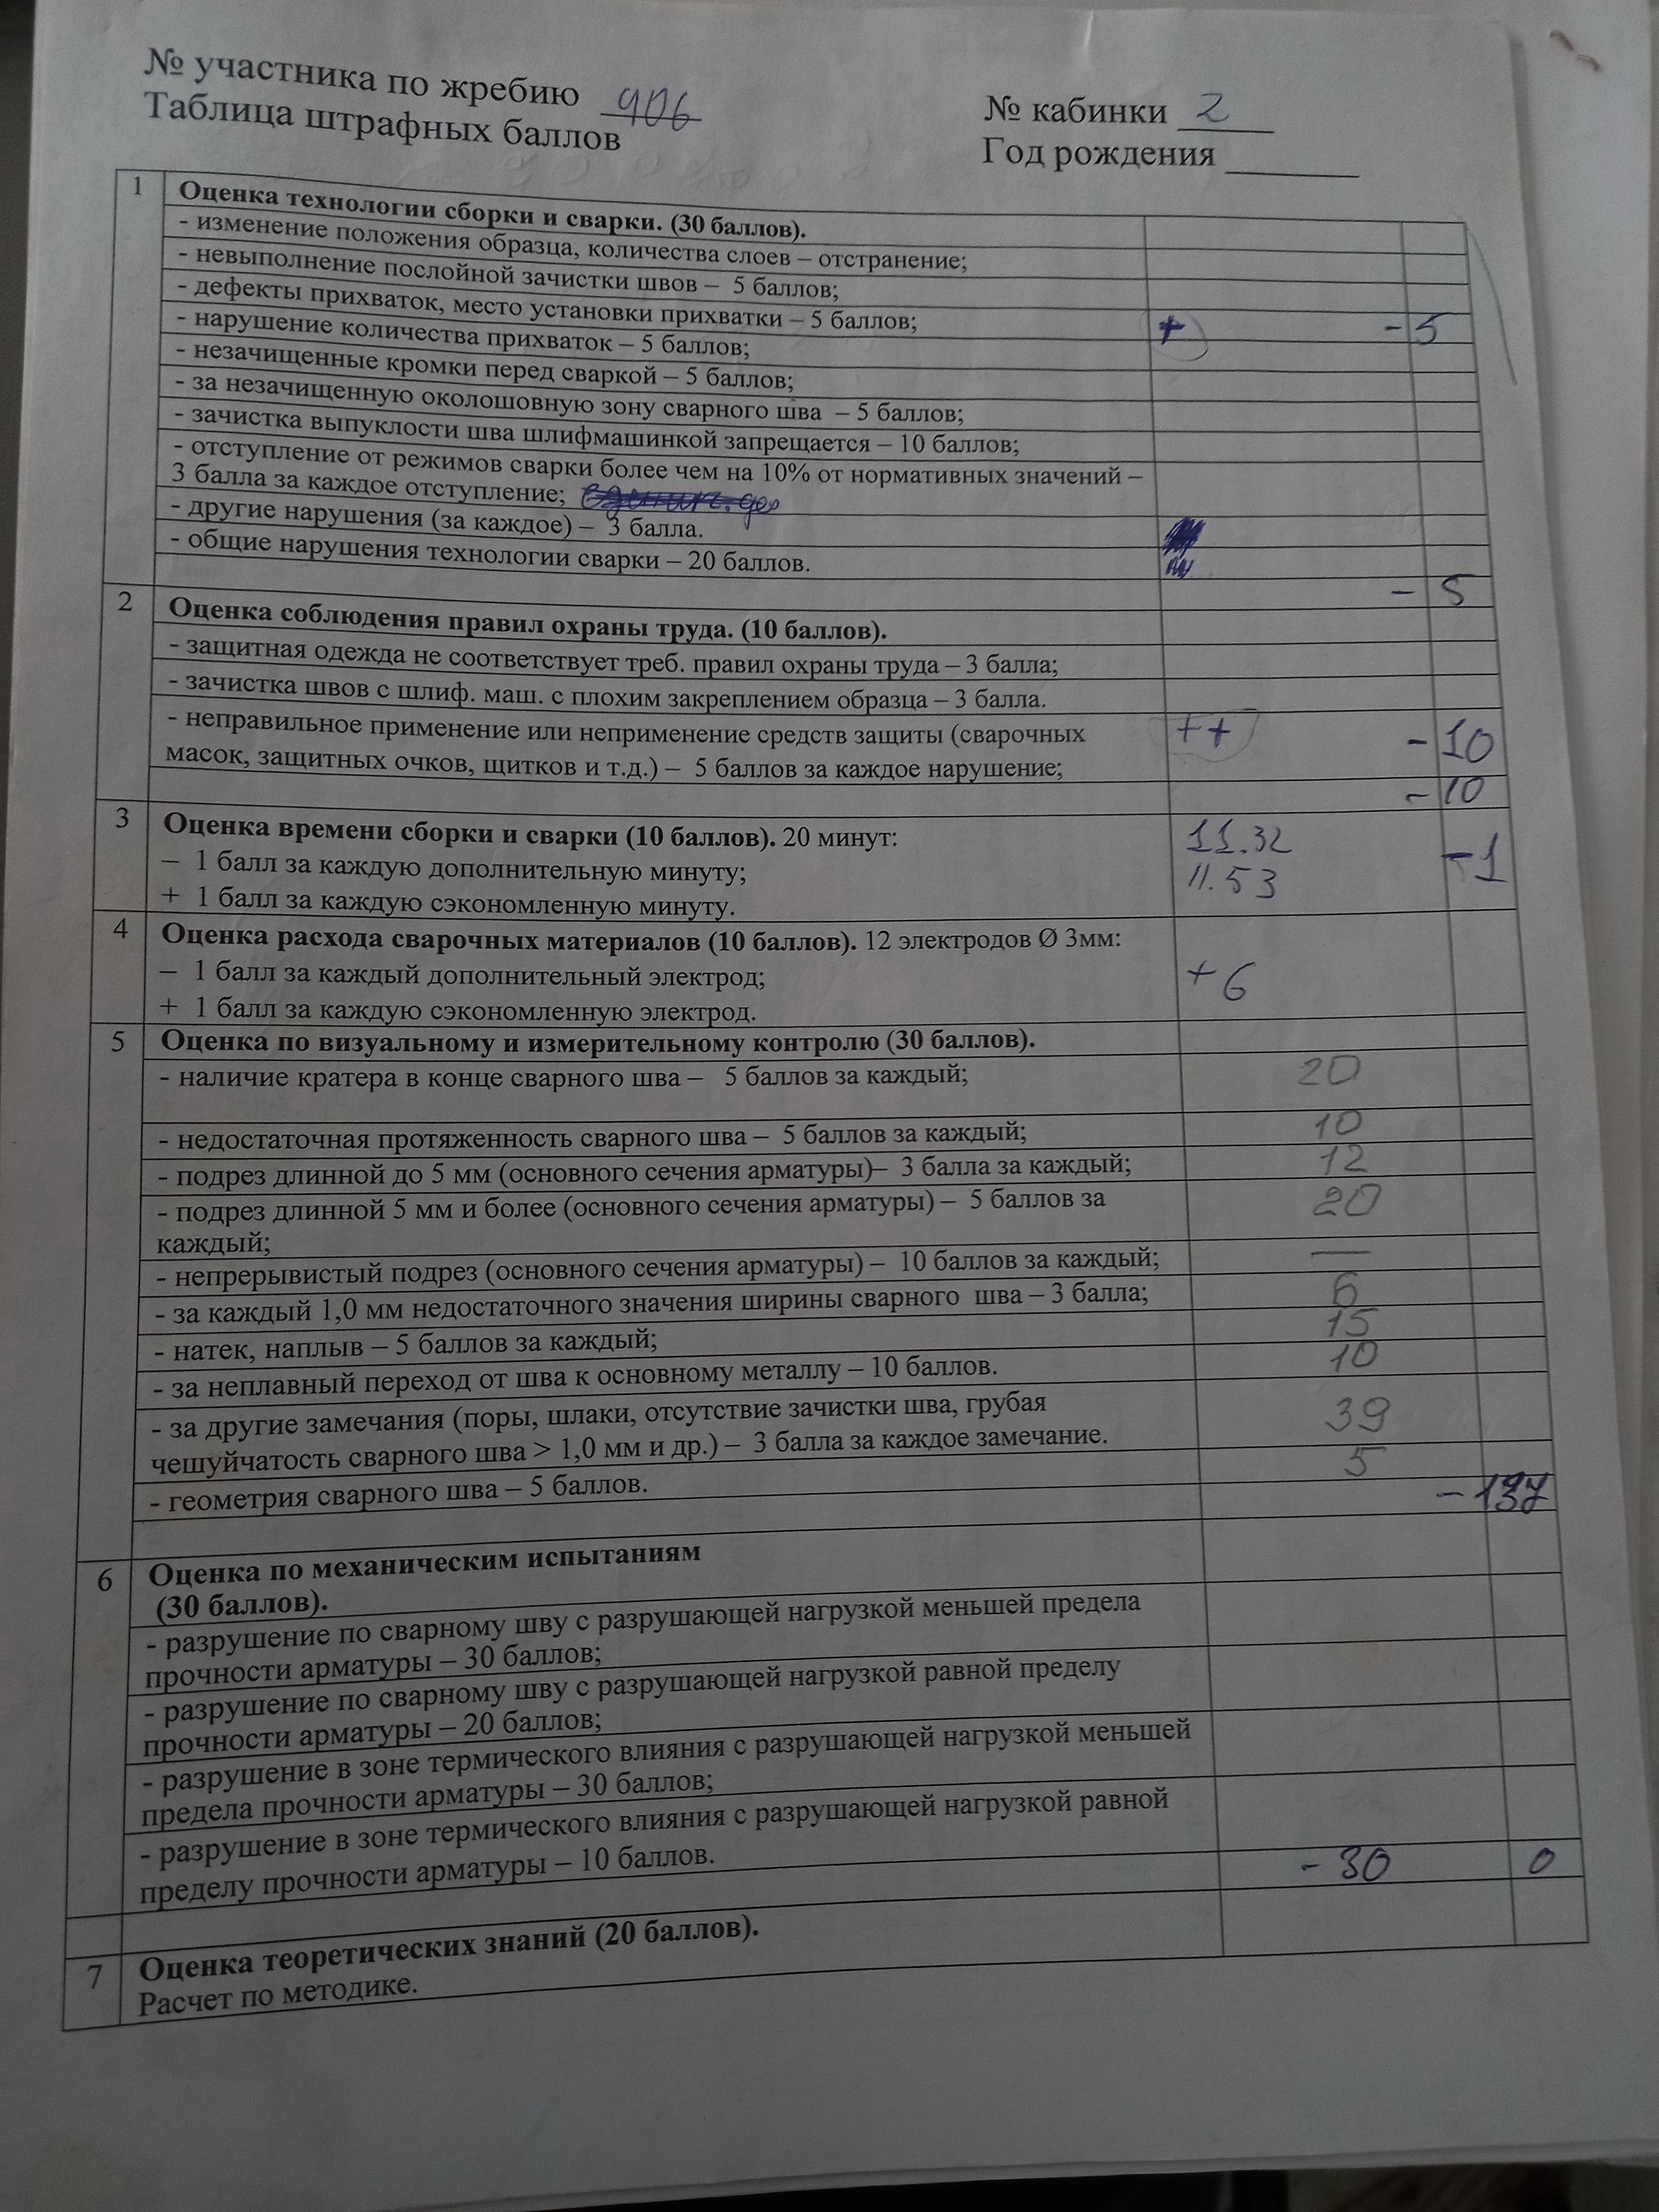 № участника по жребию 906
№ кабинки 2
Таблица штрафных баллов
Год рождения
1 Оценка технологии сборки и сварки. (30 баллов).
- изменение положения образца, количества слоев – отстранение;
- невыполнение послойной зачистки швов – 5 баллов;
- дефекты прихваток, место установки прихватки – 5 баллов; + - 5
- нарушение количества прихваток – 5 баллов;
- незачищенные кромки перед сваркой – 5 баллов;
- за незачищенную околошовную зону сварного шва – 5 баллов;
- зачистка выпуклости шва шлифмашинкой запрещается – 10 баллов;
- отступление от режимов сварки более чем на 10% от нормативных значений –
3 балла за каждое отступление;
- другие нарушения (за каждое) – 3 балла.
- общие нарушения технологии сварки – 20 баллов.
- 5
2 Оценка соблюдения правил охраны труда. (10 баллов).
- защитная одежда не соответствует треб. правил охраны труда – 3 балла;
- зачистка швов с шлиф. маш. с плохим закреплением образца – 3 балла.
- неправильное применение или неприменение средств защиты (сварочных ++ - 10
масок, защитных очков, щитков и т.д.) – 5 баллов за каждое нарушение;
- 10
3 Оценка времени сборки и сварки (10 баллов). 20 минут: 11.32 - 1
– 1 балл за каждую дополнительную минуту; 11.53
+ 1 балл за каждую сэкономленную минуту.
4 Оценка расхода сварочных материалов (10 баллов). 12 электродов Ø 3мм:
– 1 балл за каждый дополнительный электрод; + 6
+ 1 балл за каждую сэкономленную электрод.
5 Оценка по визуальному и измерительному контролю (30 баллов).
- наличие кратера в конце сварного шва – 5 баллов за каждый; 20
- недостаточная протяженность сварного шва – 5 баллов за каждый; 10
- подрез длинной до 5 мм (основного сечения арматуры)– 3 балла за каждый; 12
- подрез длинной 5 мм и более (основного сечения арматуры) – 5 баллов за 20
каждый;
- непрерывистый подрез (основного сечения арматуры) – 10 баллов за каждый; —
- за каждый 1,0 мм недостаточного значения ширины сварного шва – 3 балла; 6
- натек, наплыв – 5 баллов за каждый; 15
- за неплавный переход от шва к основному металлу – 10 баллов. 10
- за другие замечания (поры, шлаки, отсутствие зачистки шва, грубая 39
чешуйчатость сварного шва > 1,0 мм и др.) – 3 балла за каждое замечание.
- геометрия сварного шва – 5 баллов. 5
- 137
6 Оценка по механическим испытаниям
(30 баллов).
- разрушение по сварному шву с разрушающей нагрузкой меньшей предела
прочности арматуры – 30 баллов;
- разрушение по сварному шву с разрушающей нагрузкой равной пределу
прочности арматуры – 20 баллов;
- разрушение в зоне термического влияния с разрушающей нагрузкой меньшей
предела прочности арматуры – 30 баллов;
- разрушение в зоне термического влияния с разрушающей нагрузкой равной
пределу прочности арматуры – 10 баллов.
- 30 0
7 Оценка теоретических знаний (20 баллов).
Расчет по методике.